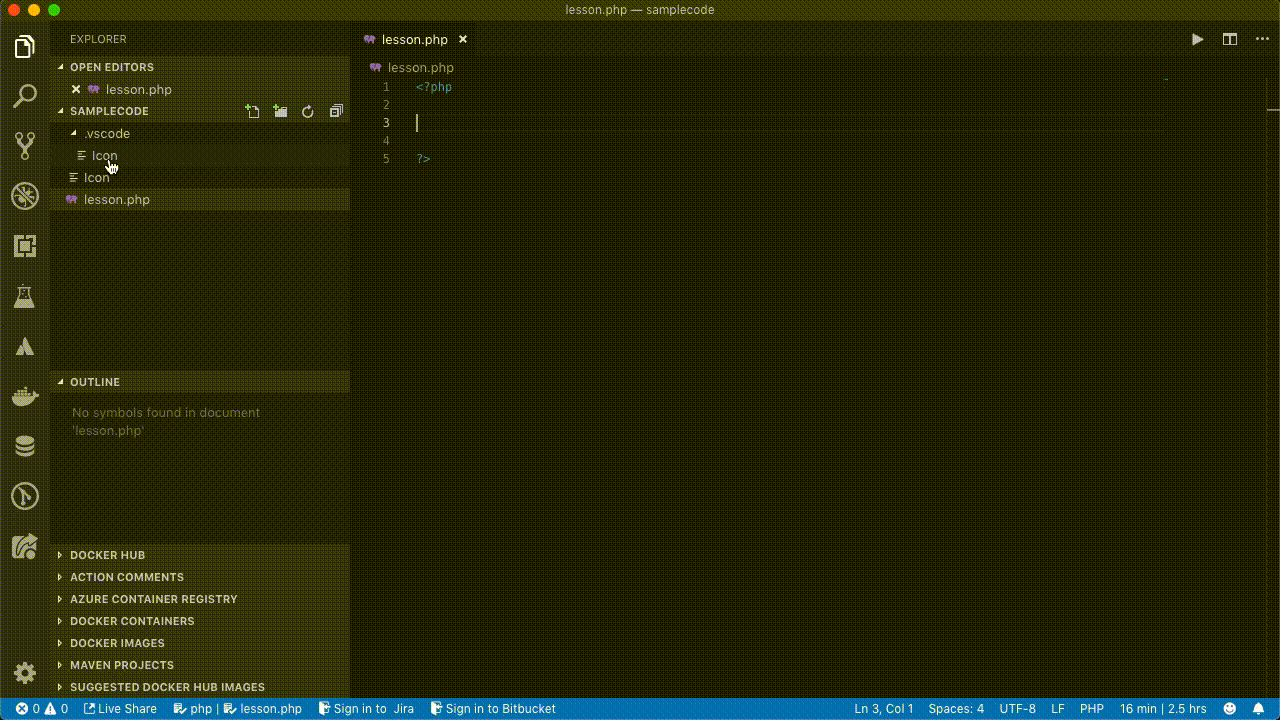 lesson.php — samplecode
EXPLORER
OPEN EDITORS
lesson.php
SAMPLECODE
.vscode
Icon
Icon
lesson.php
OUTLINE
No symbols found in document
'lesson.php'
DOCKER HUB
ACTION COMMENTS
AZURE CONTAINER REGISTRY
DOCKER CONTAINERS
DOCKER IMAGES
MAVEN PROJECTS
SUGGESTED DOCKER HUB IMAGES
lesson.php
lesson.php
1 <?php
2
3
4
5 ?>
0 0 Live Share php | lesson.php Sign in to Jira Sign in to Bitbucket Ln 3, Col 1 Spaces: 4 UTF-8 LF PHP 16 min | 2.5 hrs